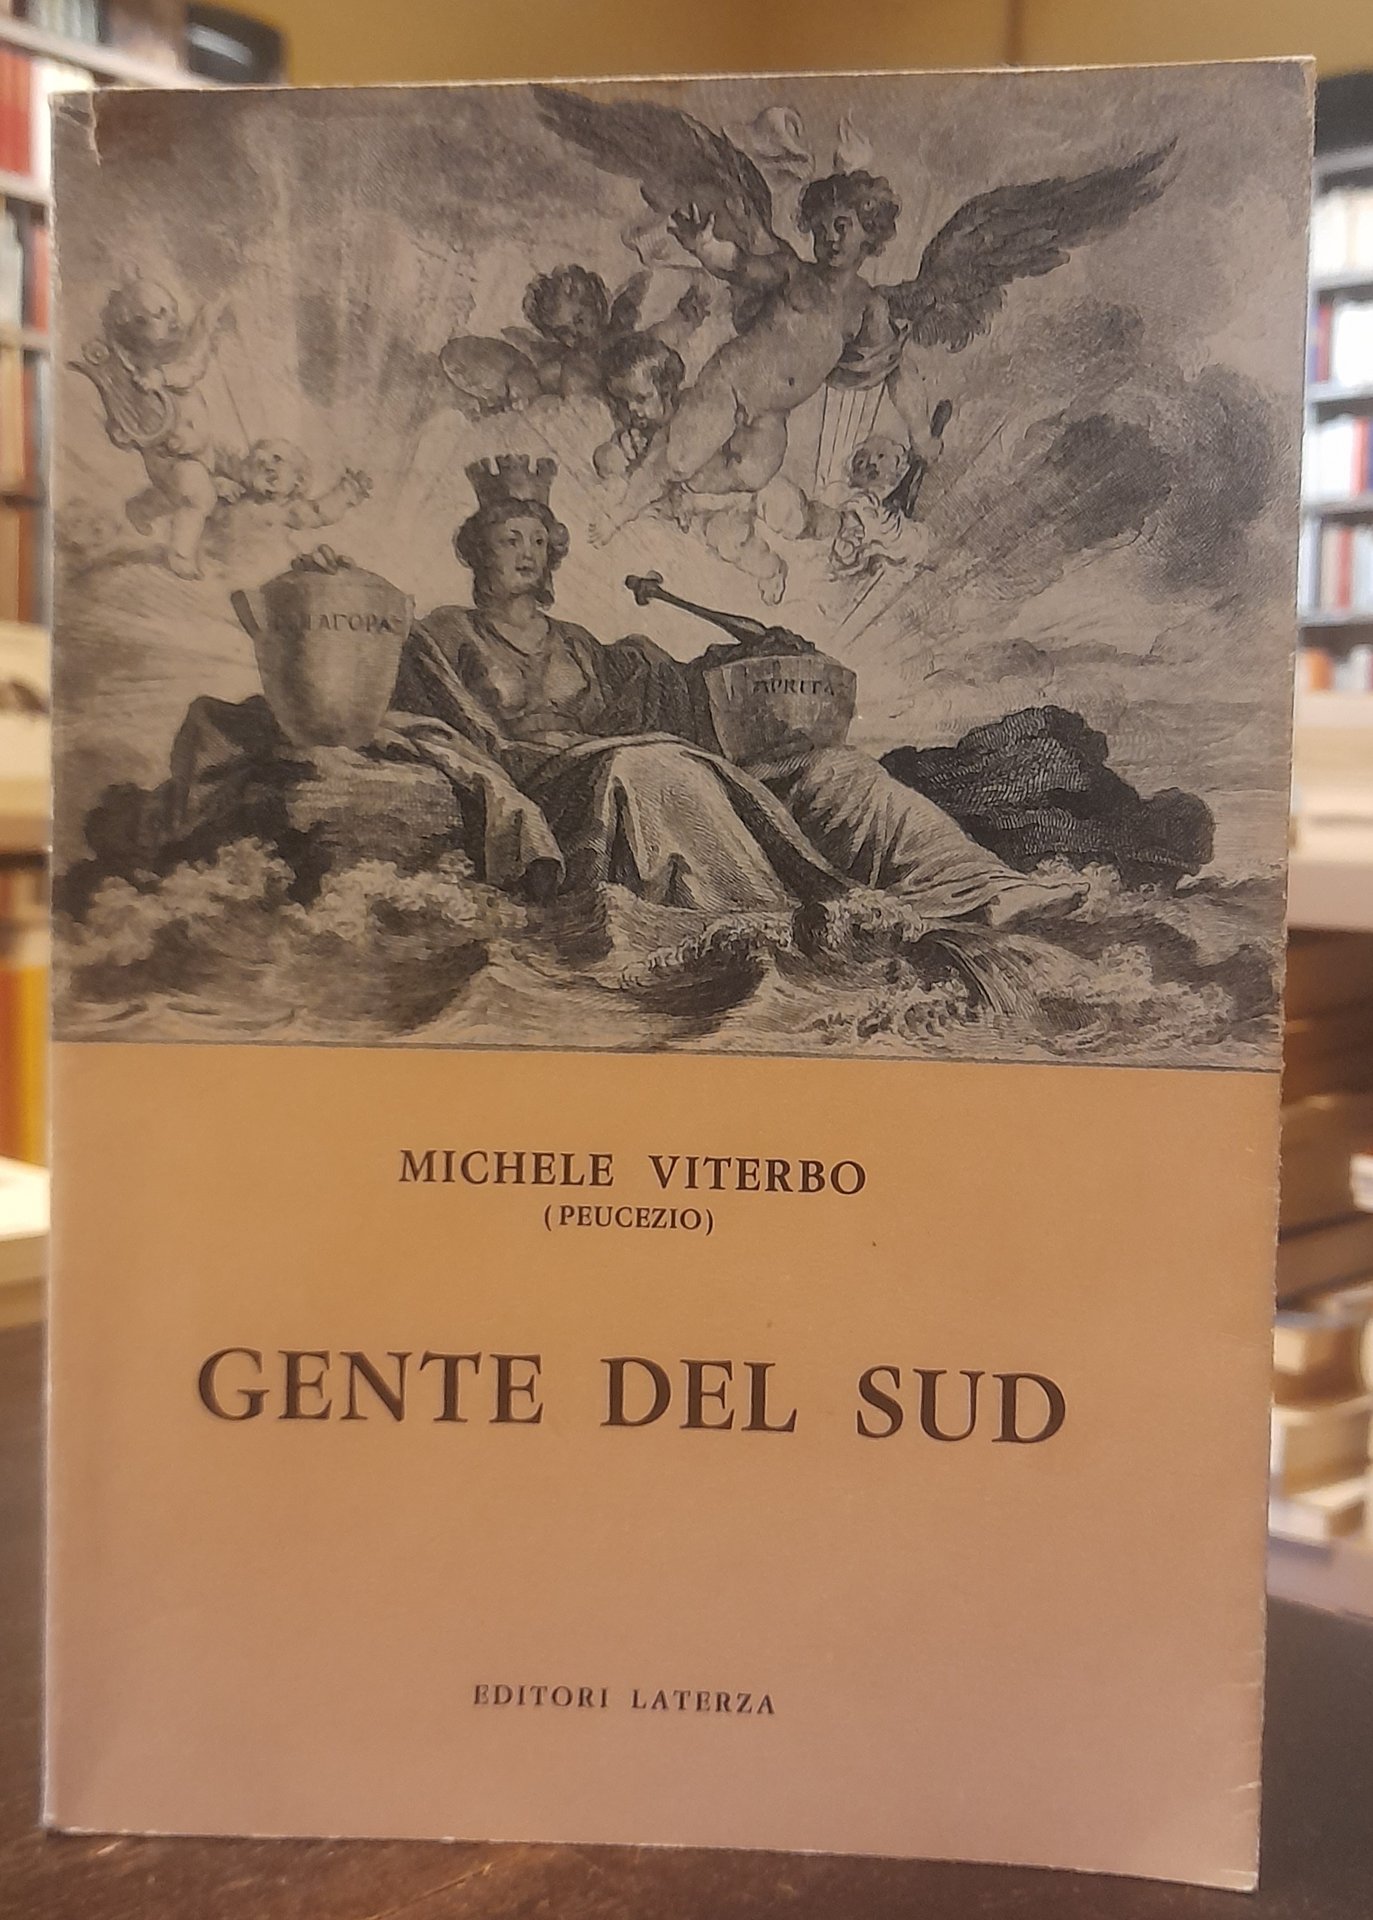 MICHELE VITERBO
(PEUCEZIO)
GENTE DEL SUD
EDITORI LATERZA